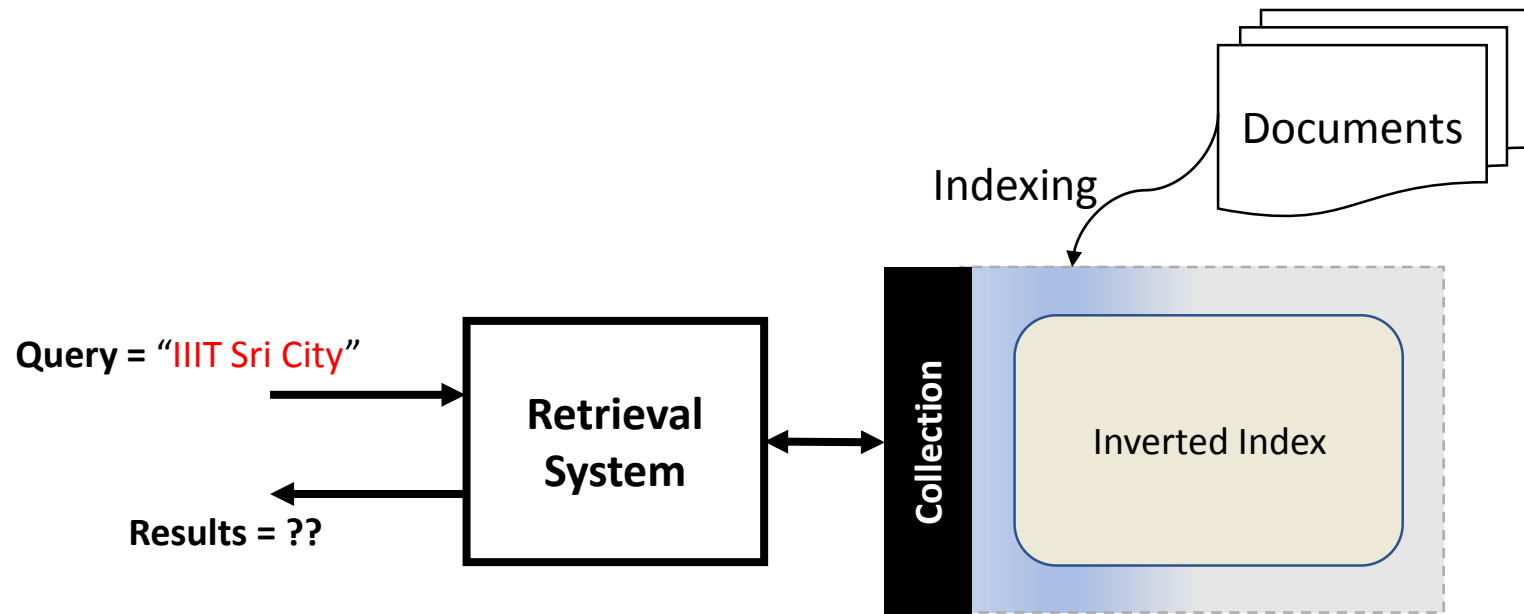 Documents
Indexing
Query = “IIIT Sri City”
Retrieval
System
Collection
Inverted Index
Results = ??